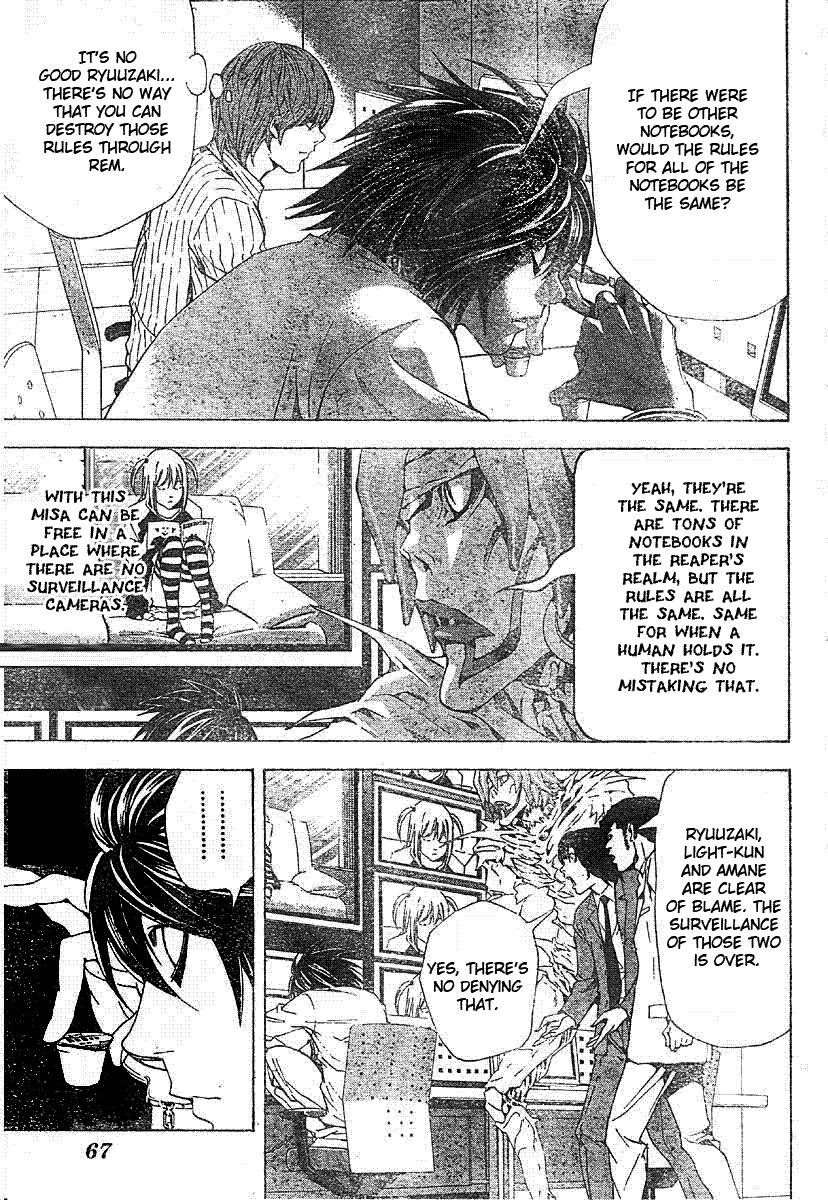 IF THERE WERE
TO BE OTHER
NOTEBOOKS,
WOULD THE RULES
FOR ALL OF THE
NOTEBOOKS BE
THE SAME?
IT'S NO
GOOD RYUUZAKI...
THERE'S NO WAY
THAT YOU CAN
DESTROY THOSE
RULES THROUGH
REM.
YEAH, THEY'RE
THE SAME. THERE
ARE TONS OF
NOTEBOOKS IN
THE REAPER'S
REALM, BUT THE
RULES ARE ALL
THE SAME. SAME
FOR WHEN A
HUMAN HOLDS IT.
THERE'S NO
MISTAKING THAT.
WITH THIS
MISA CAN BE
FREE IN A
PLACE WHERE
THERE ARE NO
SURVEILLANCE
CAMERAS.
RYUUZAKI,
LIGHT-KUN
AND AMANE
ARE CLEAR
OF BLAME. THE
SURVEILLANCE
OF THOSE TWO
IS OVER.
YES, THERE'S
NO DENYING
THAT.
........
........
67